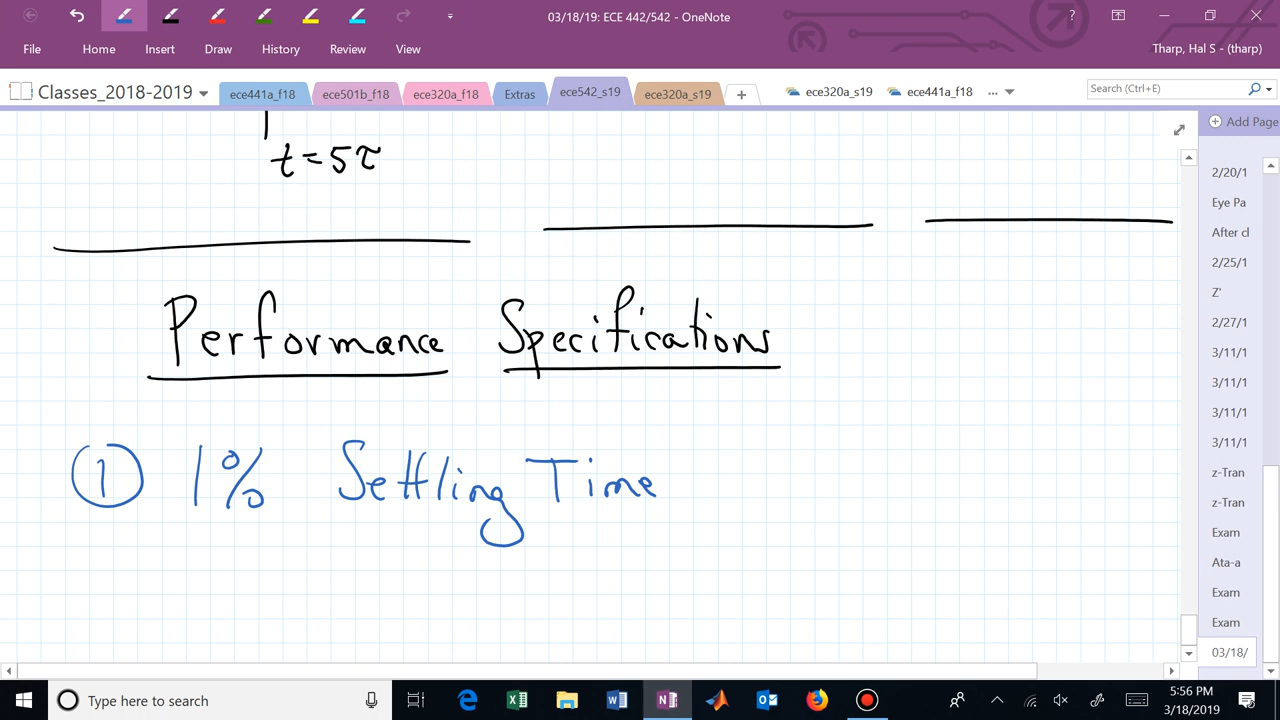 03/18/19: ECE 442/542 - OneNote
?
File Home Insert Draw History Review View
Tharp, Hal S - (tharp)
Classes_2018-2019
ece441a_f18 ece501b_f18 ece320a_f18 Extras ece542_s19 ece320a_s19 + ece320a_s19 ece441a_f18 ...
Search (Ctrl+E)
Add Page
t = 5τ
Performance Specifications
① 1% Settling Time
2/20/1
Eye Pa
After cl
2/25/1
Z'
2/27/1
3/11/1
3/11/1
3/11/1
3/11/1
z-Tran
z-Tran
Exam
Ata-a
Exam
Exam
03/18/
Type here to search
5:56 PM
3/18/2019